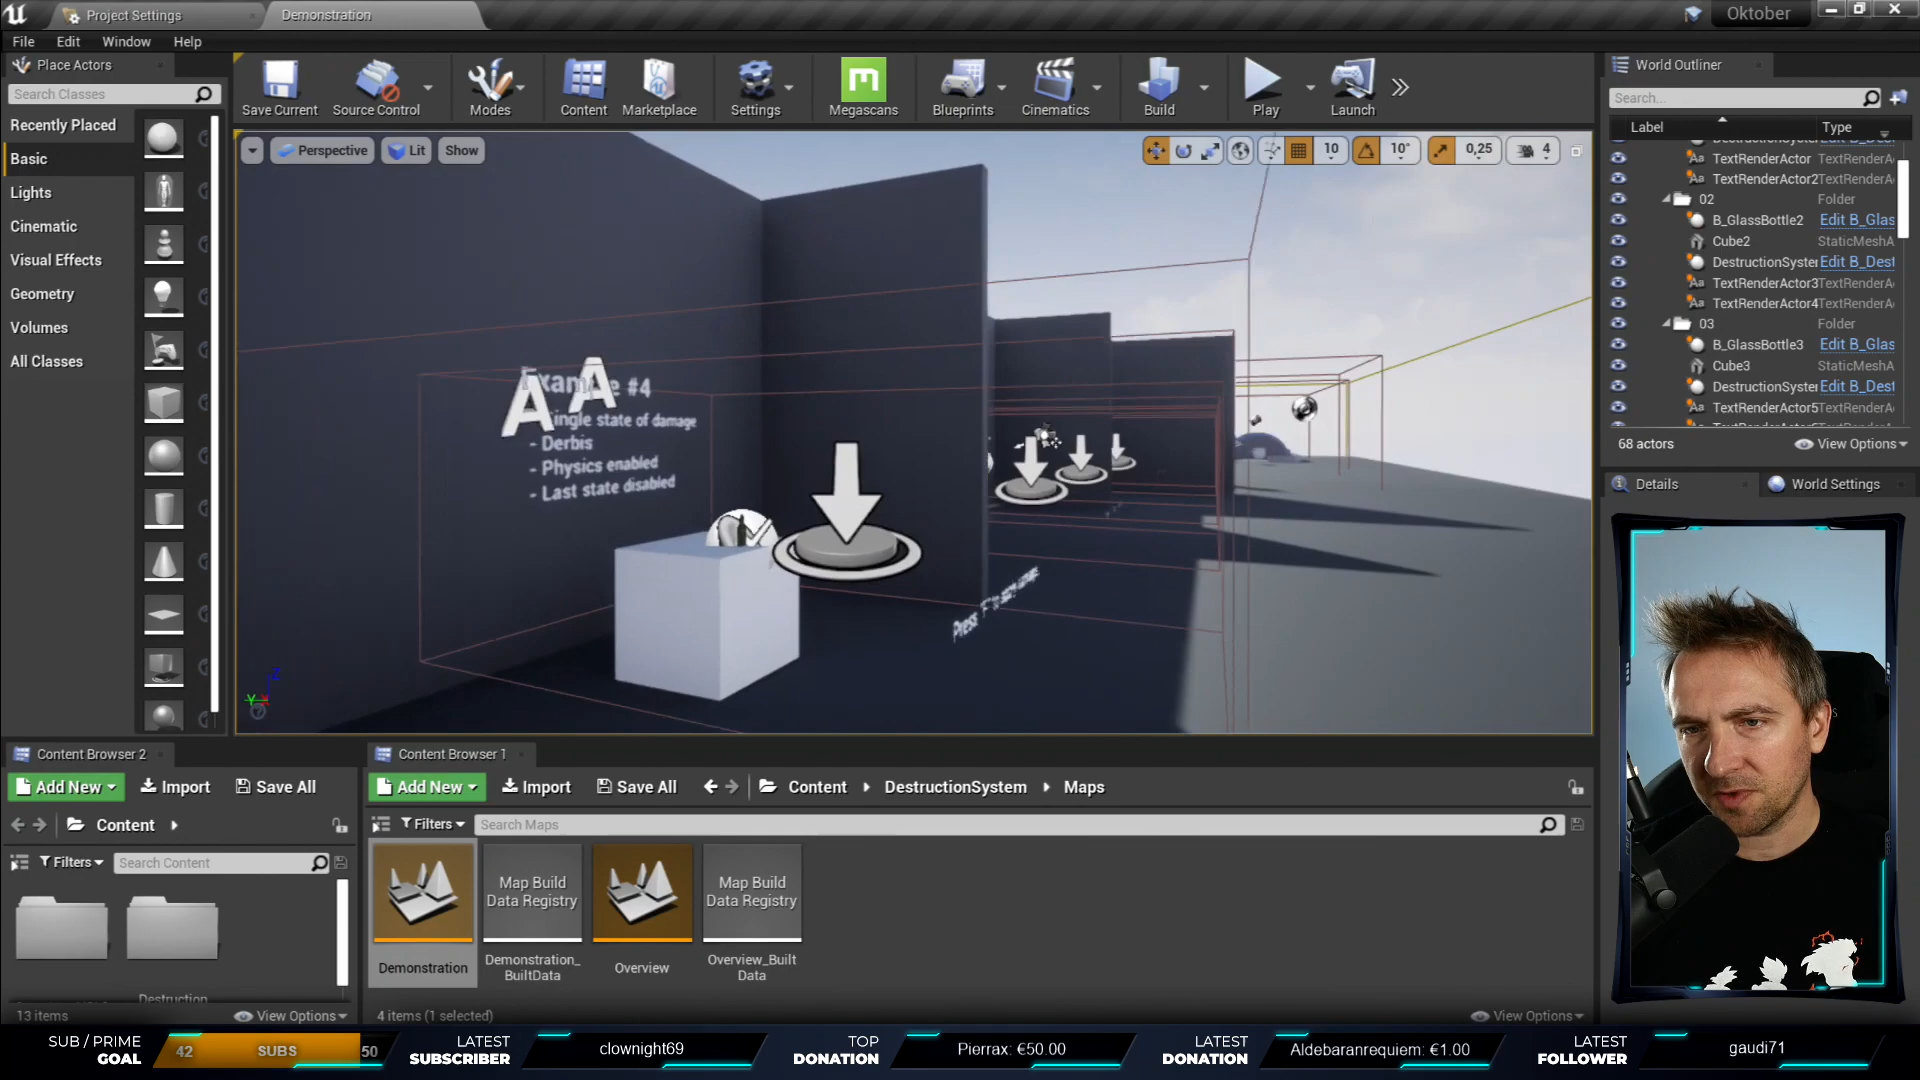 Project Settings
Demonstration
Oktober
File Edit Window Help
Place Actors
Search Classes
Recently Placed
Basic
Lights
Cinematic
Visual Effects
Geometry
Volumes
All Classes
Save Current
Source Control
Modes
Content
Marketplace
Settings
Megascans
Blueprints
Cinematics
Build
Play
Launch
Perspective
Lit
Show
10
10°
0,25
4
Example #4
Single state of damage
- Derbis
- Physics enabled
- Last state disabled
World Outliner
Search...
Label Type
TextRenderActor TextRenderA
TextRenderActor2 TextRenderA
02 Folder
B_GlassBottle2 Edit B_Glas
Cube2 StaticMeshA
DestructionSyste Edit B_Dest
TextRenderActor3 TextRenderA
TextRenderActor4 TextRenderA
03 Folder
B_GlassBottle3 Edit B_Glas
Cube3 StaticMeshA
DestructionSyste Edit B_Dest
TextRenderActor5 TextRenderA
68 actors
View Options
Details
World Settings
Content Browser 2
Add New Import Save All
Content
Filters Search Content
Destruction
13 items
View Options
Content Browser 1
Add New Import Save All Content DestructionSystem Maps
Filters Search Maps
Map Build
Data Registry
Map Build
Data Registry
Demonstration
Demonstration_
BuiltData
Overview
Overview_Built
Data
4 items (1 selected)
View Options
SUB / PRIME
GOAL
42 SUBS 50
LATEST
SUBSCRIBER
clownight69
TOP
DONATION
Pierrax: €50.00
LATEST
DONATION
Aldebaranrequiem: €1.00
LATEST
FOLLOWER
gaudi71